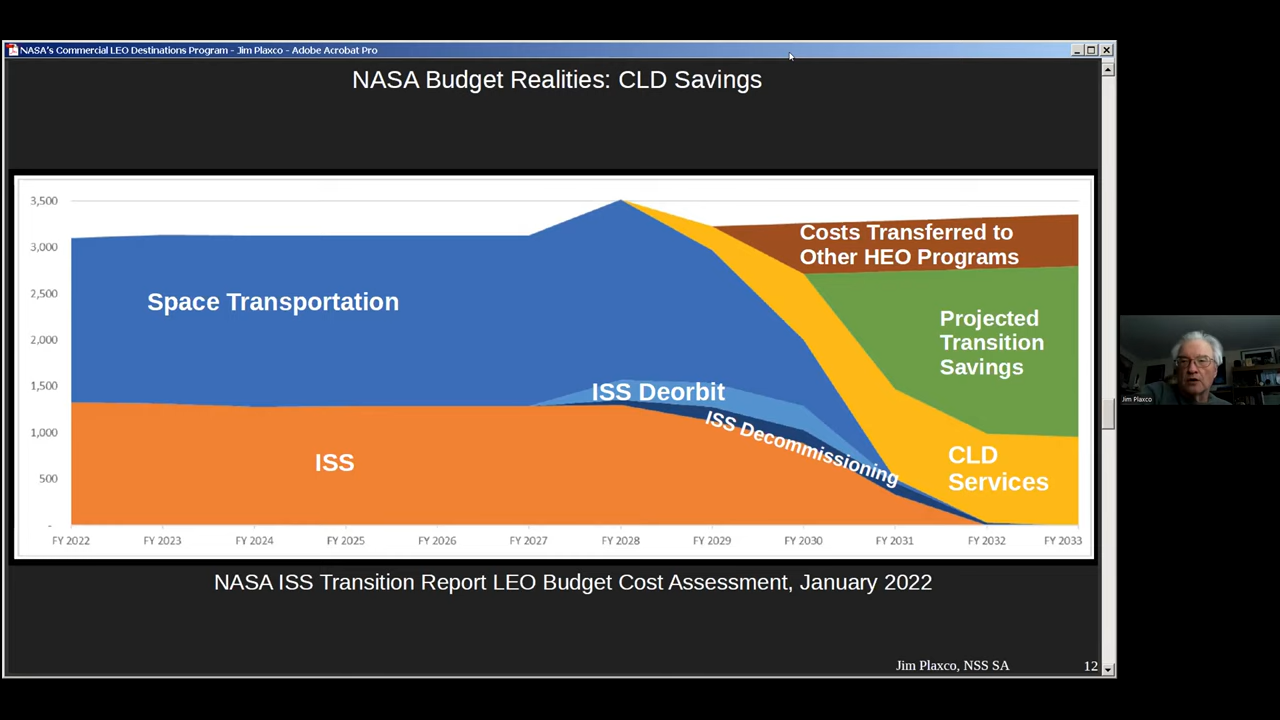 NASA's Commercial LEO Destinations Program - Jim Plaxco - Adobe Acrobat Pro
NASA Budget Realities: CLD Savings
3,500
3,000
2,500
2,000
1,500
1,000
500
-
Space Transportation
ISS
ISS Deorbit
ISS Decommissioning
Costs Transferred to
Other HEO Programs
Projected
Transition
Savings
CLD
Services
FY 2022 FY 2023 FY 2024 FY 2025 FY 2026 FY 2027 FY 2028 FY 2029 FY 2030 FY 2031 FY 2032 FY 2033
NASA ISS Transition Report LEO Budget Cost Assessment, January 2022
Jim Plaxco, NSS SA 12
Jim Plaxco